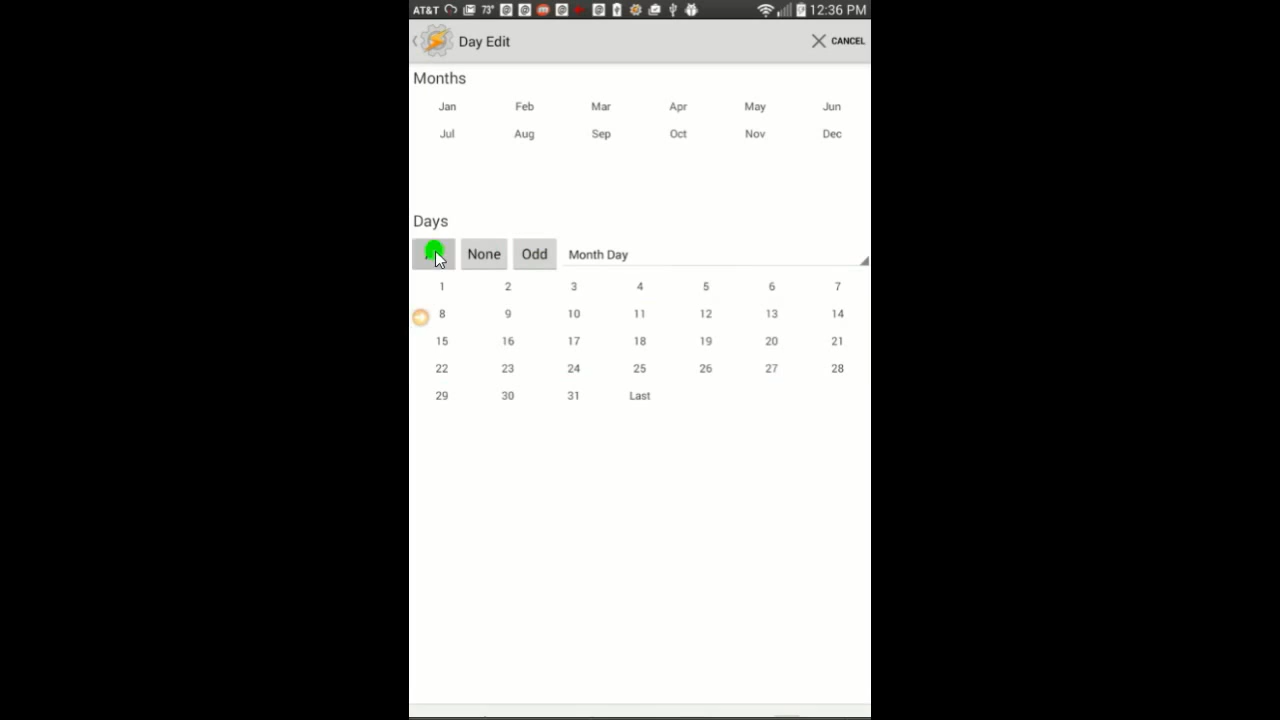 AT&T 73° 12:36 PM
Day Edit CANCEL
Months
Jan Feb Mar Apr May Jun
Jul Aug Sep Oct Nov Dec
Days
None Odd Month Day
1 2 3 4 5 6 7
8 9 10 11 12 13 14
15 16 17 18 19 20 21
22 23 24 25 26 27 28
29 30 31 Last